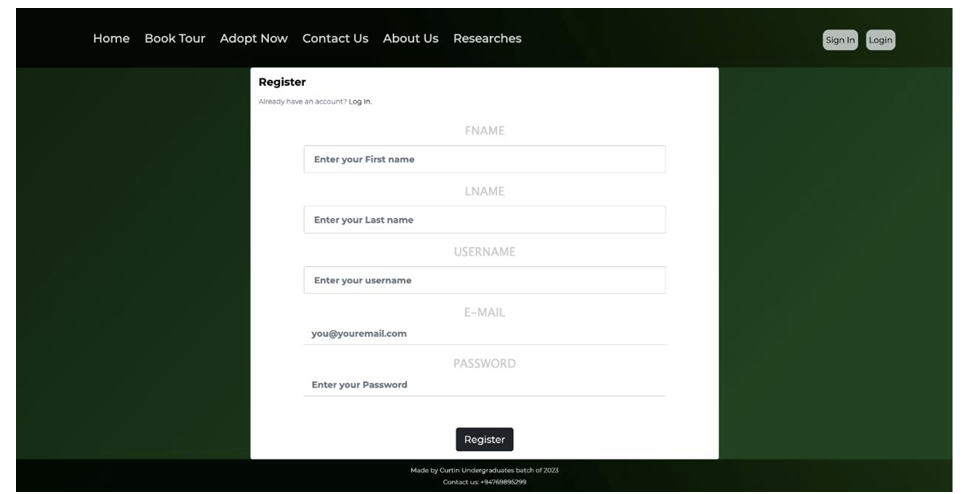 Home Book Tour Adopt Now Contact Us About Us Researches Sign In Login
Register
Already have an account? Log In.
FNAME
Enter your First name
LNAME
Enter your Last name
USERNAME
Enter your username
E-MAIL
you@youremail.com
PASSWORD
Enter your Password
Register
Made by Curtin Undergraduates batch of 2023
Contact us: +94769895299